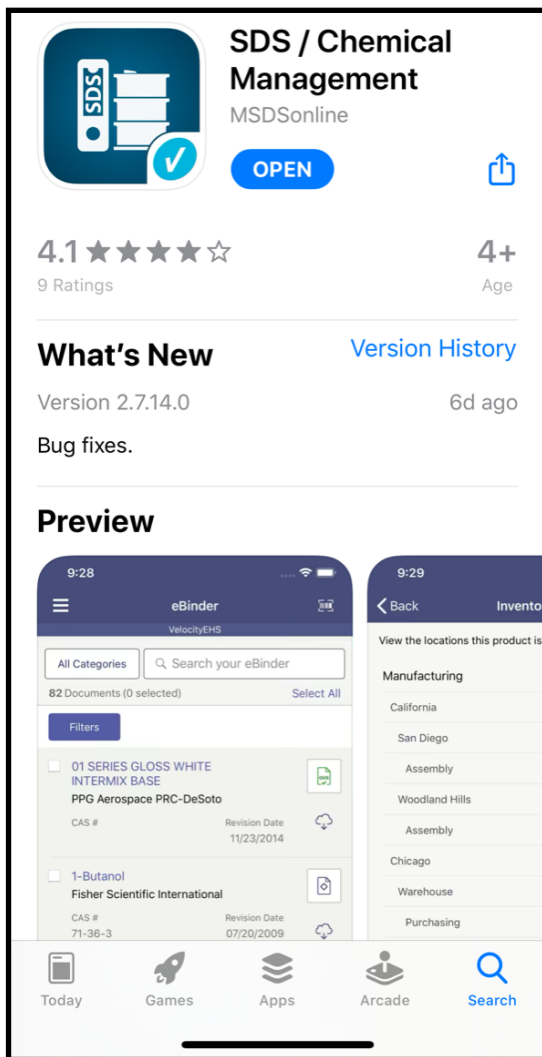 SDS
SDS / Chemical
Management
MSDSonline
OPEN
4.1★★★★☆
4+
9 Ratings
Age
What's New
Version History
Version 2.7.14.0
6d ago
Bug fixes.
Preview
9:28
eBinder
VelocityEHS
All Categories
Search your eBinder
82 Documents (0 selected)
Select All
Filters
01 SERIES GLOSS WHITE
INTERMIX BASE
PPG Aerospace PRC-DeSoto
CAS #
Revision Date
11/23/2014
1-Butanol
Fisher Scientific International
CAS #
Revision Date
71-36-3
07/20/2009
9:29
Back
Invento
View the locations this product is
Manufacturing
California
San Diego
Assembly
Woodland Hills
Assembly
Chicago
Warehouse
Purchasing
Today
Games
Apps
Arcade
Search